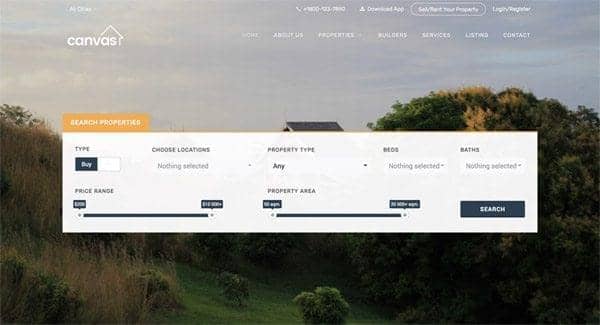 All Cities
+1800-123-7890
Download App
Sell/Rent Your Property
Login/Register
canvas
HOME
ABOUT US
PROPERTIES
BUILDERS
SERVICES
LISTING
CONTACT
SEARCH PROPERTIES
TYPE
CHOOSE LOCATIONS
PROPERTY TYPE
BEDS
BATHS
Buy
Nothing selected
Any
Nothing selected
Nothing selected
PRICE RANGE
PROPERTY AREA
$200
$10 000+
50 sqm.
20 000+ sqm.
SEARCH